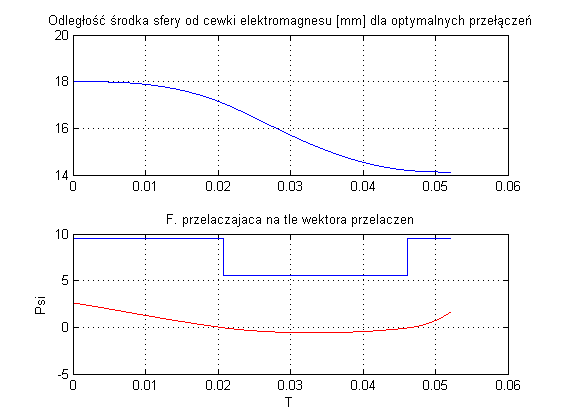 Odległość środka sfery od cewki elektromagnesu [mm] dla optymalnych przełączeń
20
18
16
14
0 0.01 0.02 0.03 0.04 0.05 0.06
F. przelaczajaca na tle wektora przelaczen
10
5
0
-5
Psi
0 0.01 0.02 0.03 0.04 0.05 0.06
T